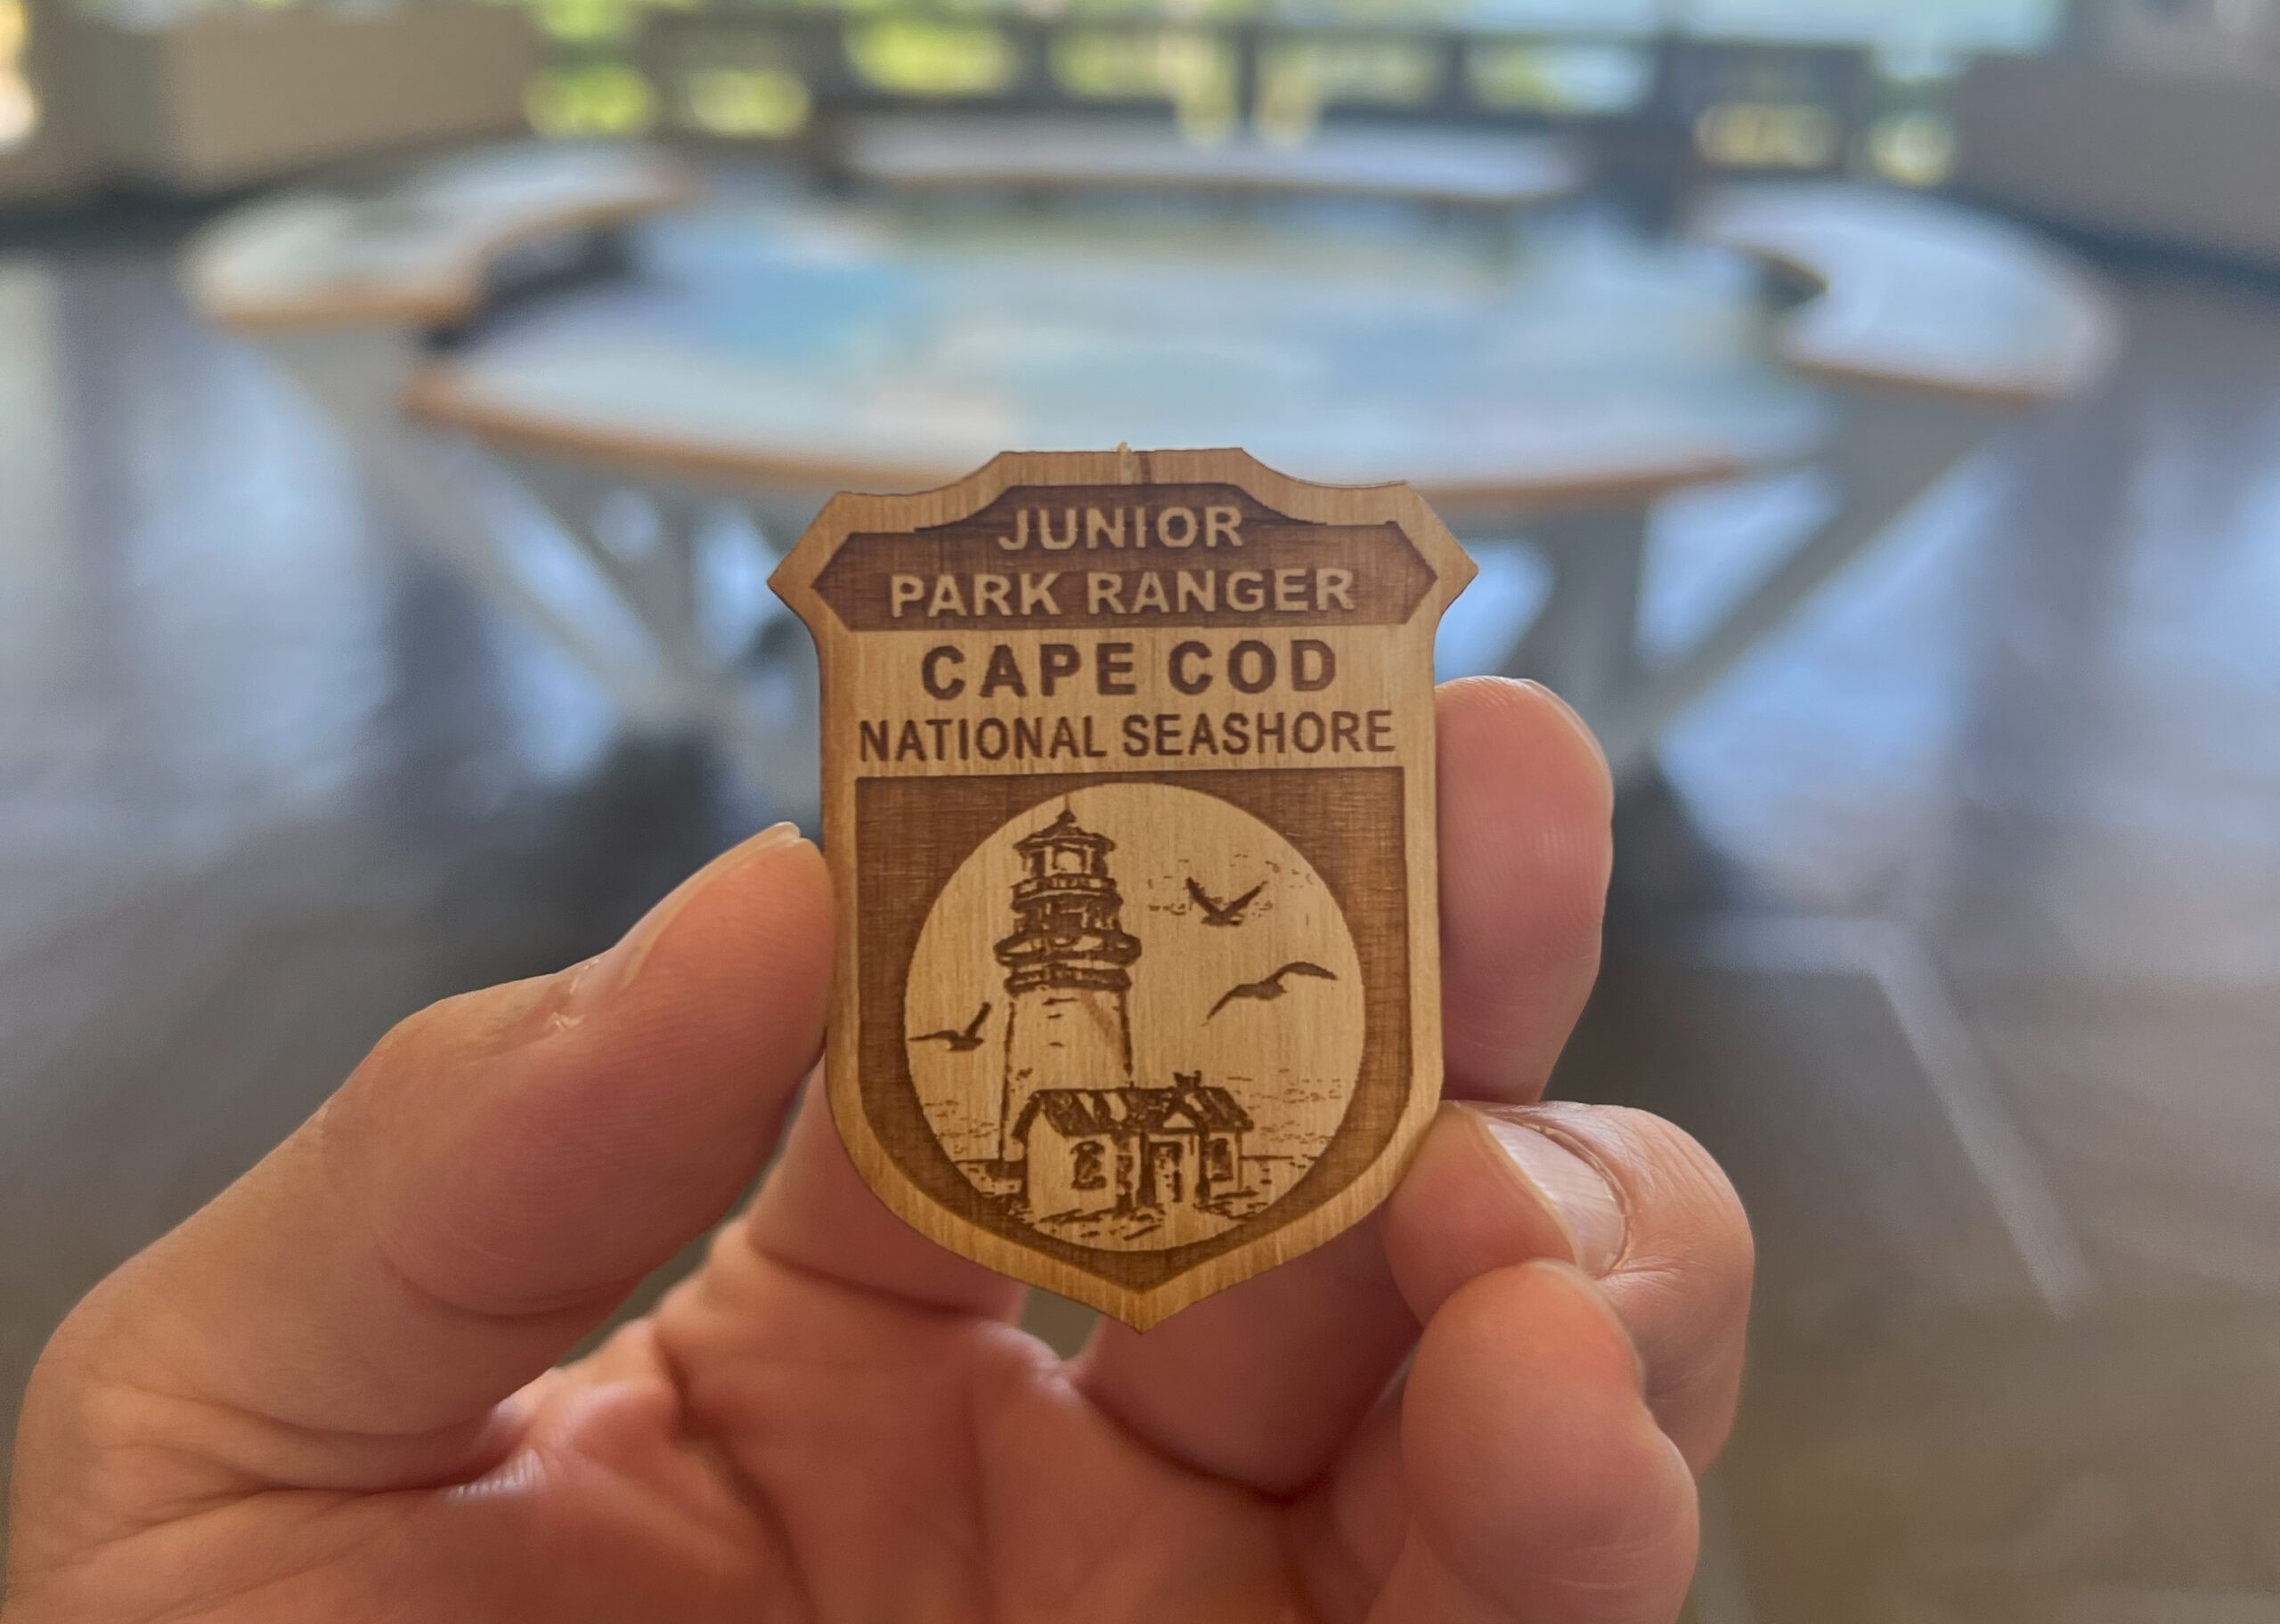 JUNIOR
PARK RANGER
CAPE COD
NATIONAL SEASHORE